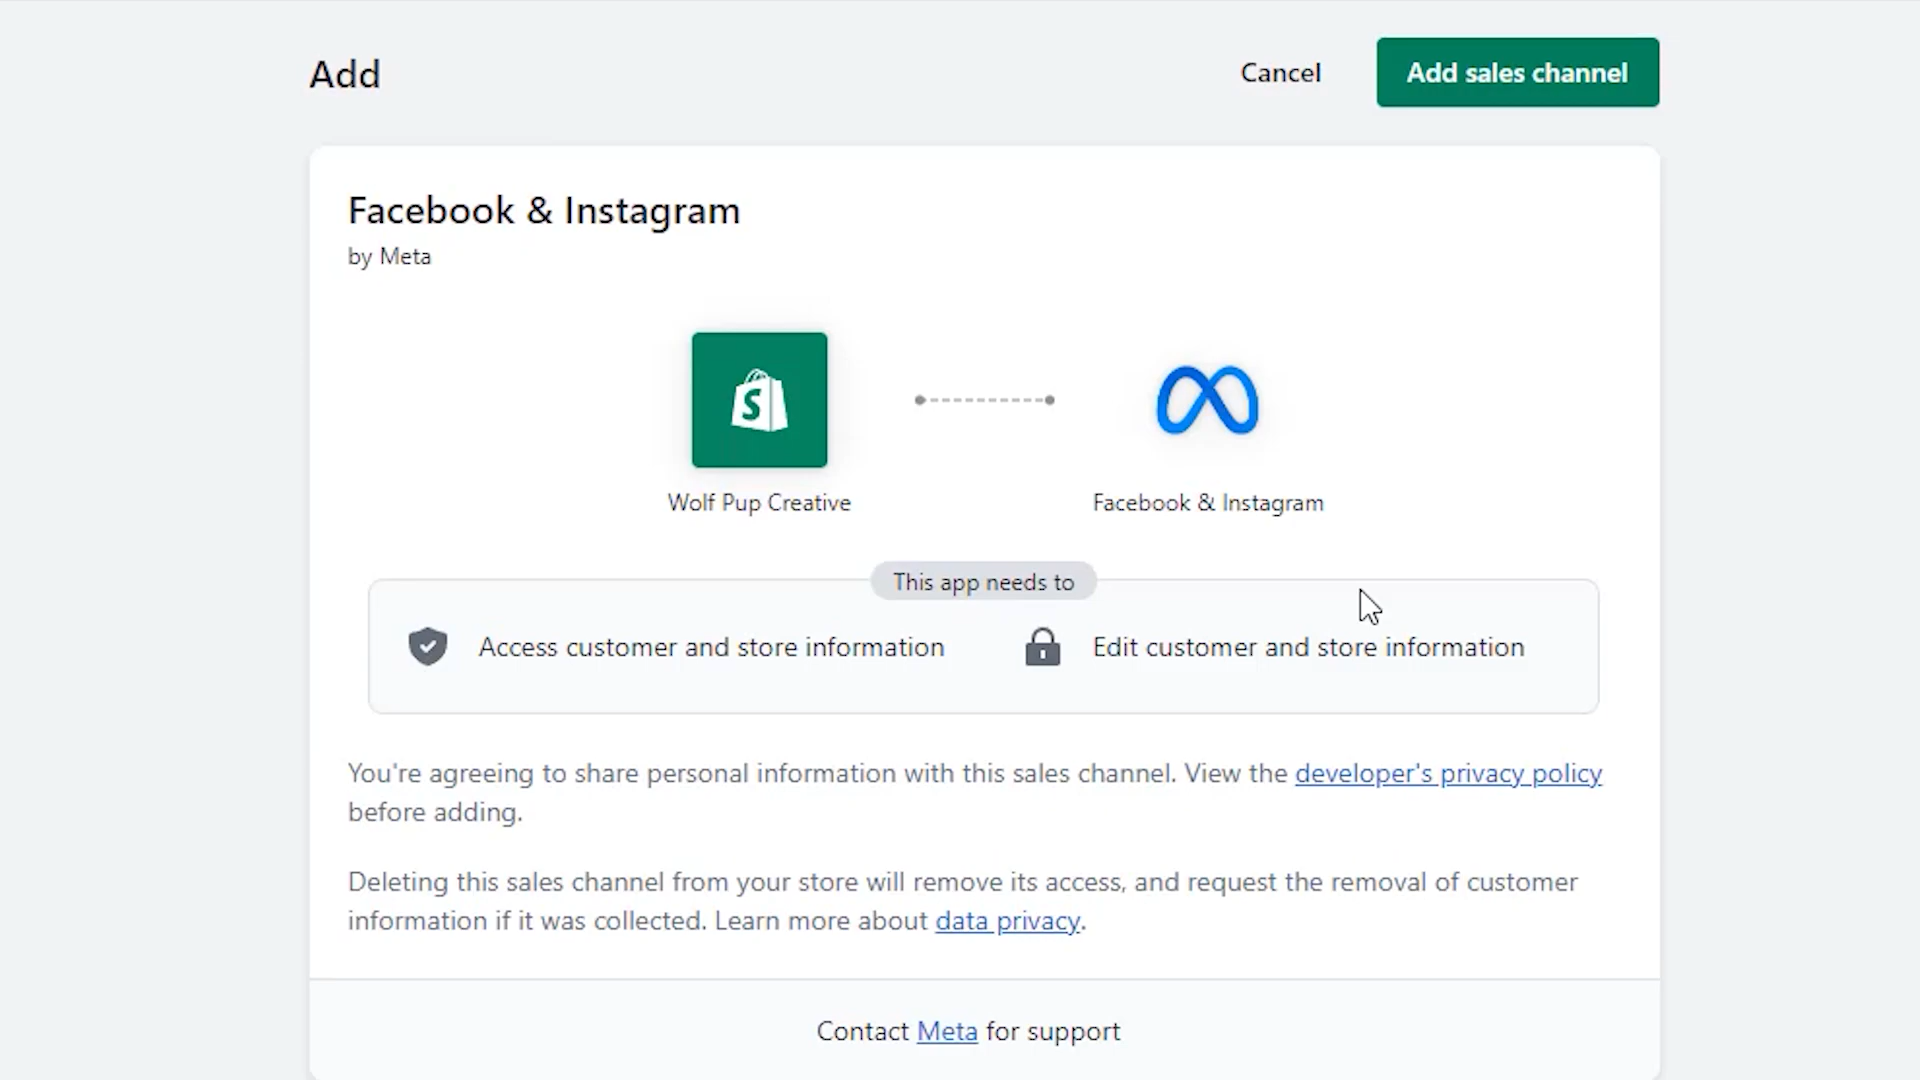 Add
Cancel
Add sales channel
Facebook & Instagram
by Meta
S
Wolf Pup Creative
Facebook & Instagram
This app needs to
Access customer and store information
Edit customer and store information
You're agreeing to share personal information with this sales channel. View the developer's privacy policy
before adding.
Deleting this sales channel from your store will remove its access, and request the removal of customer
information if it was collected. Learn more about data privacy.
Contact Meta for support